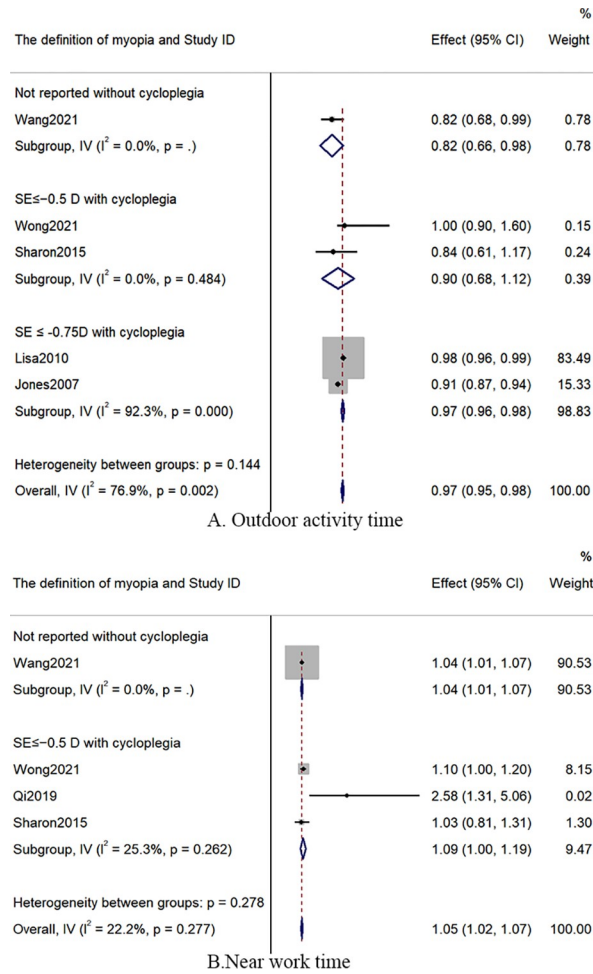 %
The definition of myopia and Study ID Effect (95% CI) Weight
Not reported without cycloplegia
Wang2021 0.82 (0.68, 0.99) 0.78
Subgroup, IV (I² = 0.0%, p = .) 0.82 (0.66, 0.98) 0.78
SE≤−0.5 D with cycloplegia
Wong2021 1.00 (0.90, 1.60) 0.15
Sharon2015 0.84 (0.61, 1.17) 0.24
Subgroup, IV (I² = 0.0%, p = 0.484) 0.90 (0.68, 1.12) 0.39
SE ≤ -0.75D with cycloplegia
Lisa2010 0.98 (0.96, 0.99) 83.49
Jones2007 0.91 (0.87, 0.94) 15.33
Subgroup, IV (I² = 92.3%, p = 0.000) 0.97 (0.96, 0.98) 98.83
Heterogeneity between groups: p = 0.144
Overall, IV (I² = 76.9%, p = 0.002) 0.97 (0.95, 0.98) 100.00
A. Outdoor activity time
%
The definition of myopia and Study ID Effect (95% CI) Weight
Not reported without cycloplegia
Wang2021 1.04 (1.01, 1.07) 90.53
Subgroup, IV (I² = 0.0%, p = .) 1.04 (1.01, 1.07) 90.53
SE≤−0.5 D with cycloplegia
Wong2021 1.10 (1.00, 1.20) 8.15
Qi2019 2.58 (1.31, 5.06) 0.02
Sharon2015 1.03 (0.81, 1.31) 1.30
Subgroup, IV (I² = 25.3%, p = 0.262) 1.09 (1.00, 1.19) 9.47
Heterogeneity between groups: p = 0.278
Overall, IV (I² = 22.2%, p = 0.277) 1.05 (1.02, 1.07) 100.00
B.Near work time